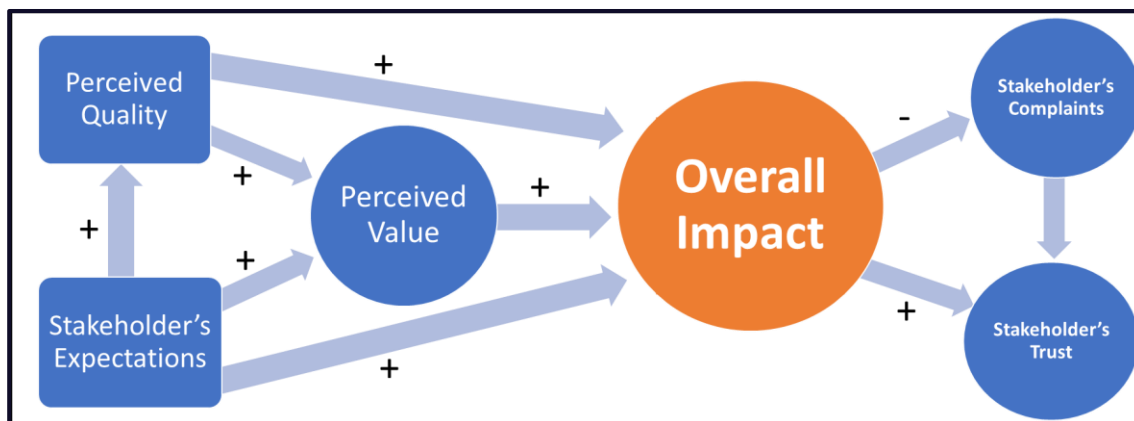 +
Perceived
Quality
+
Perceived
Value
+
+
+
Stakeholder’s
Expectations
+
Overall
Impact
-
Stakeholder’s
Complaints
+
Stakeholder’s
Trust